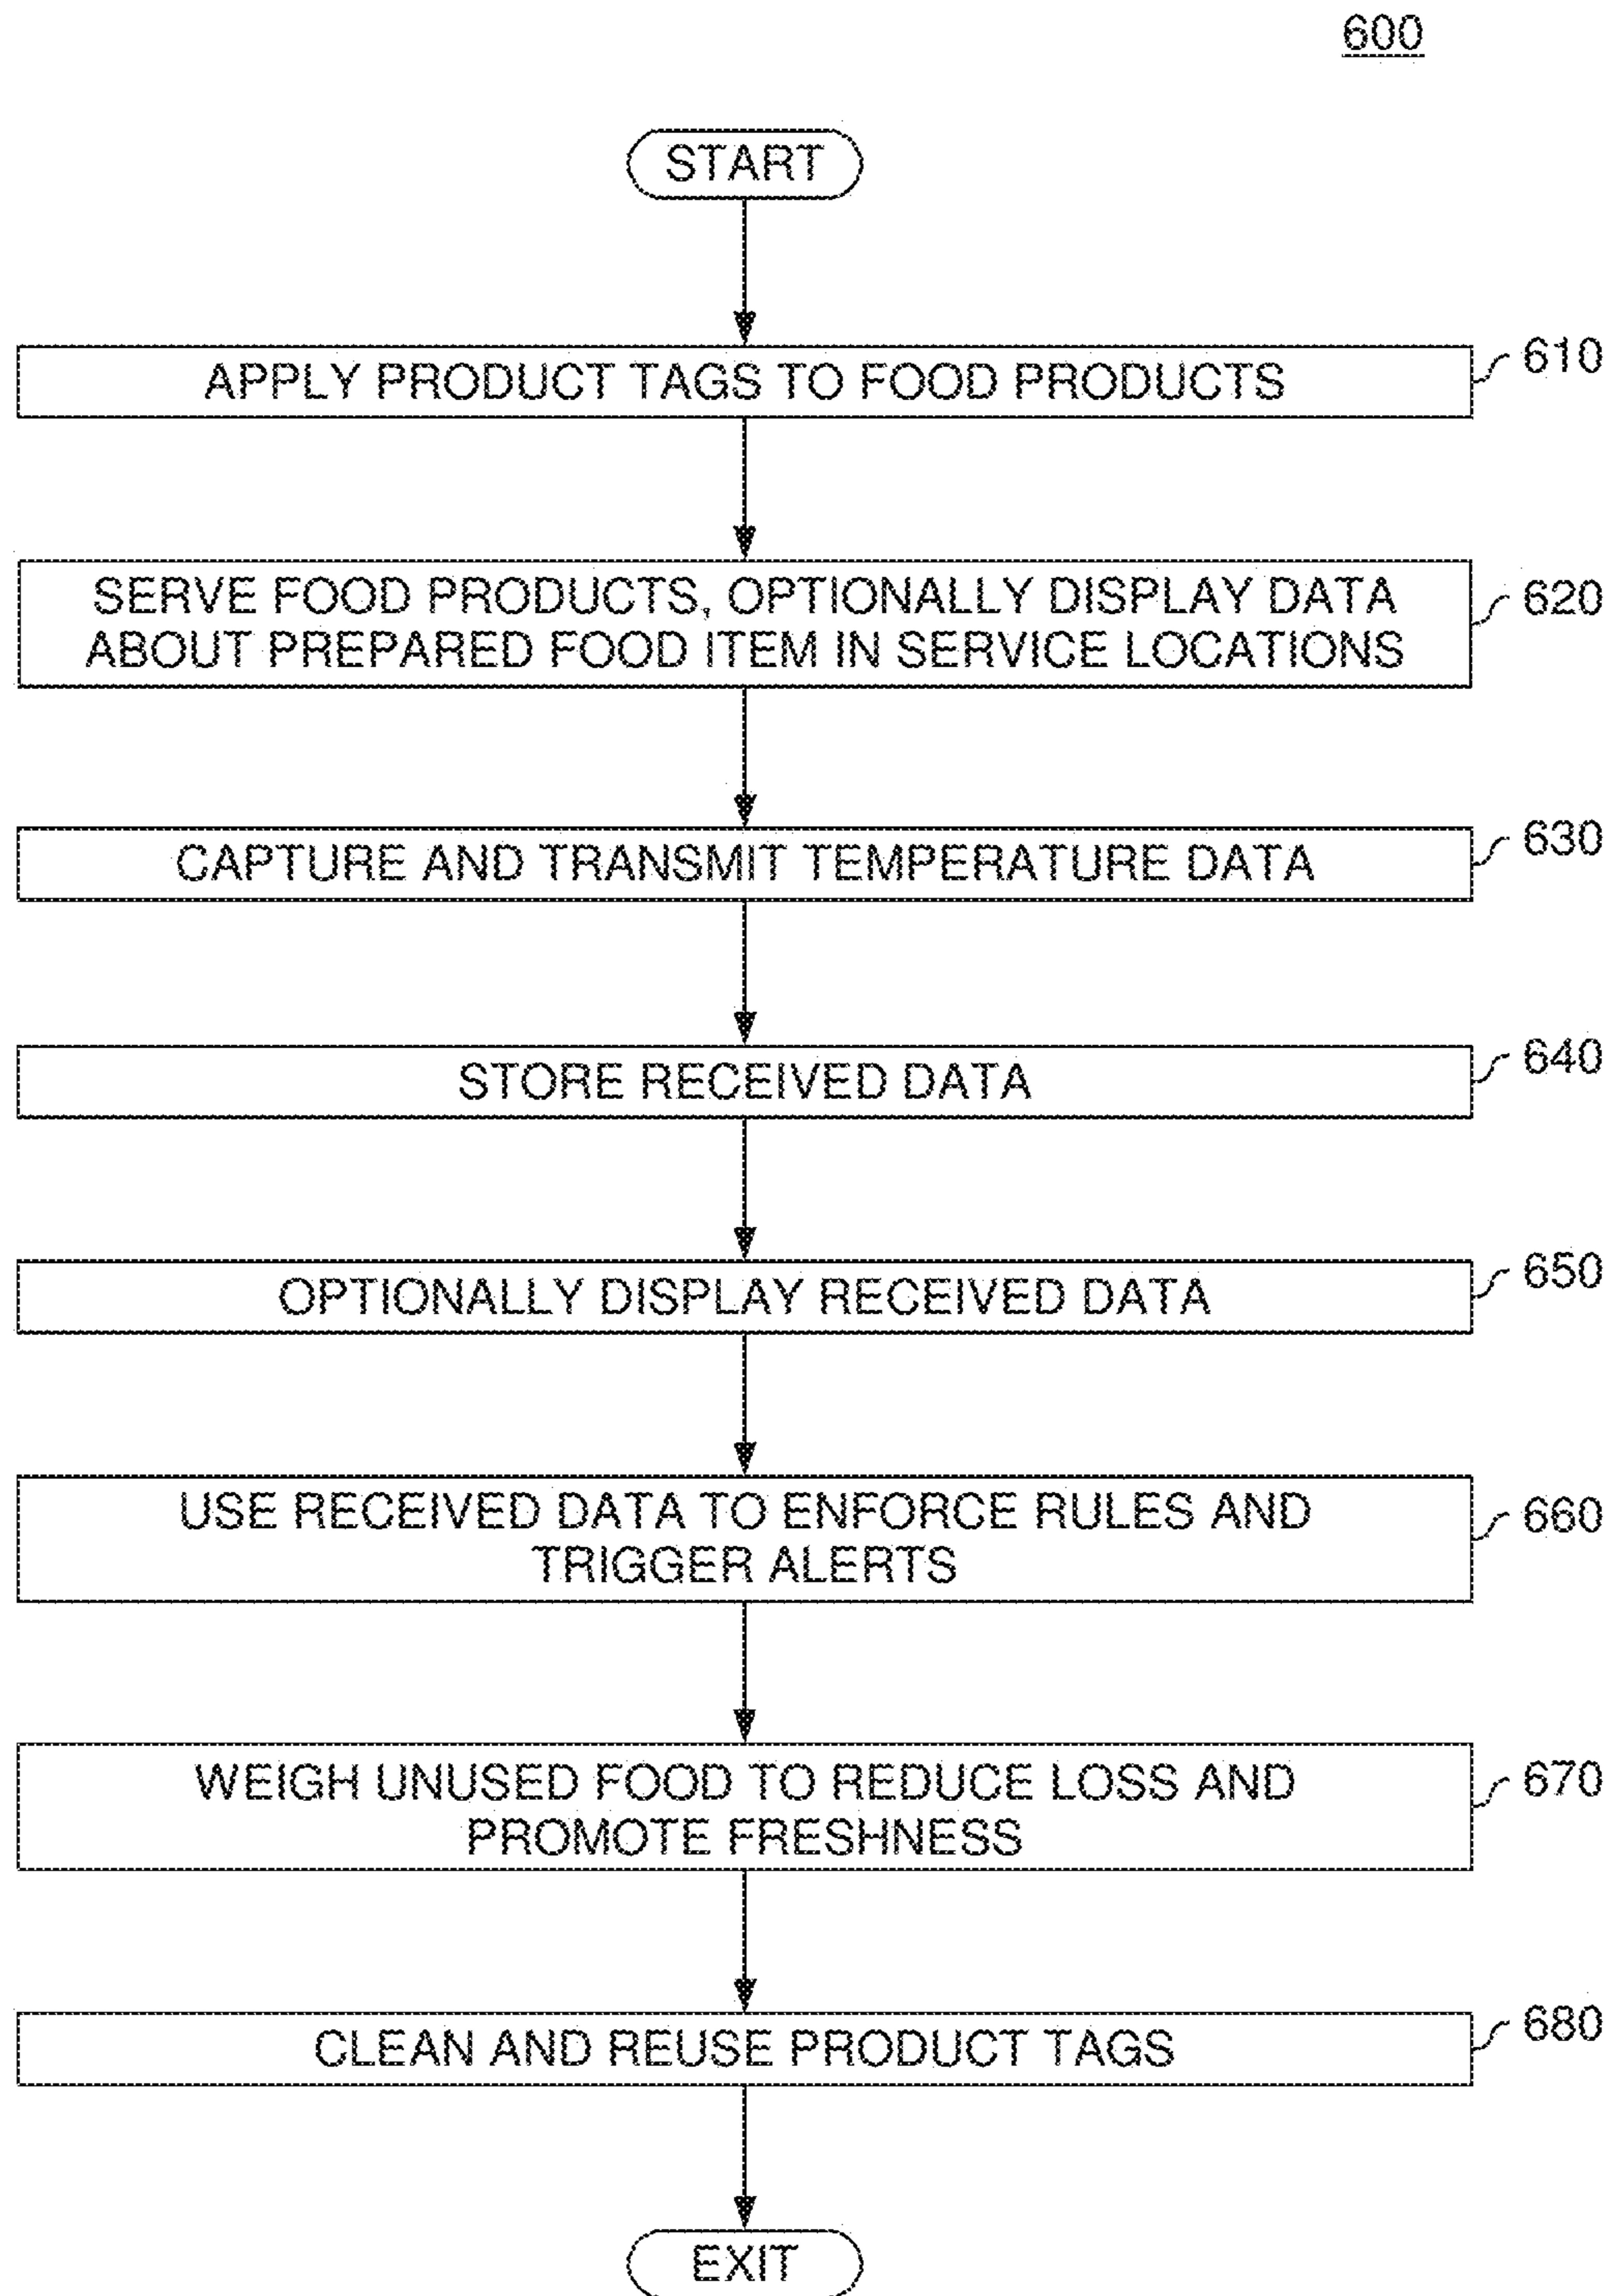 600
START
APPLY PRODUCT TAGS TO FOOD PRODUCTS
610
SERVE FOOD PRODUCTS, OPTIONALLY DISPLAY DATA
ABOUT PREPARED FOOD ITEM IN SERVICE LOCATIONS
620
CAPTURE AND TRANSMIT TEMPERATURE DATA
630
STORE RECEIVED DATA
640
OPTIONALLY DISPLAY RECEIVED DATA
650
USE RECEIVED DATA TO ENFORCE RULES AND
TRIGGER ALERTS
660
WEIGH UNUSED FOOD TO REDUCE LOSS AND
PROMOTE FRESHNESS
670
CLEAN AND REUSE PRODUCT TAGS
680
EXIT